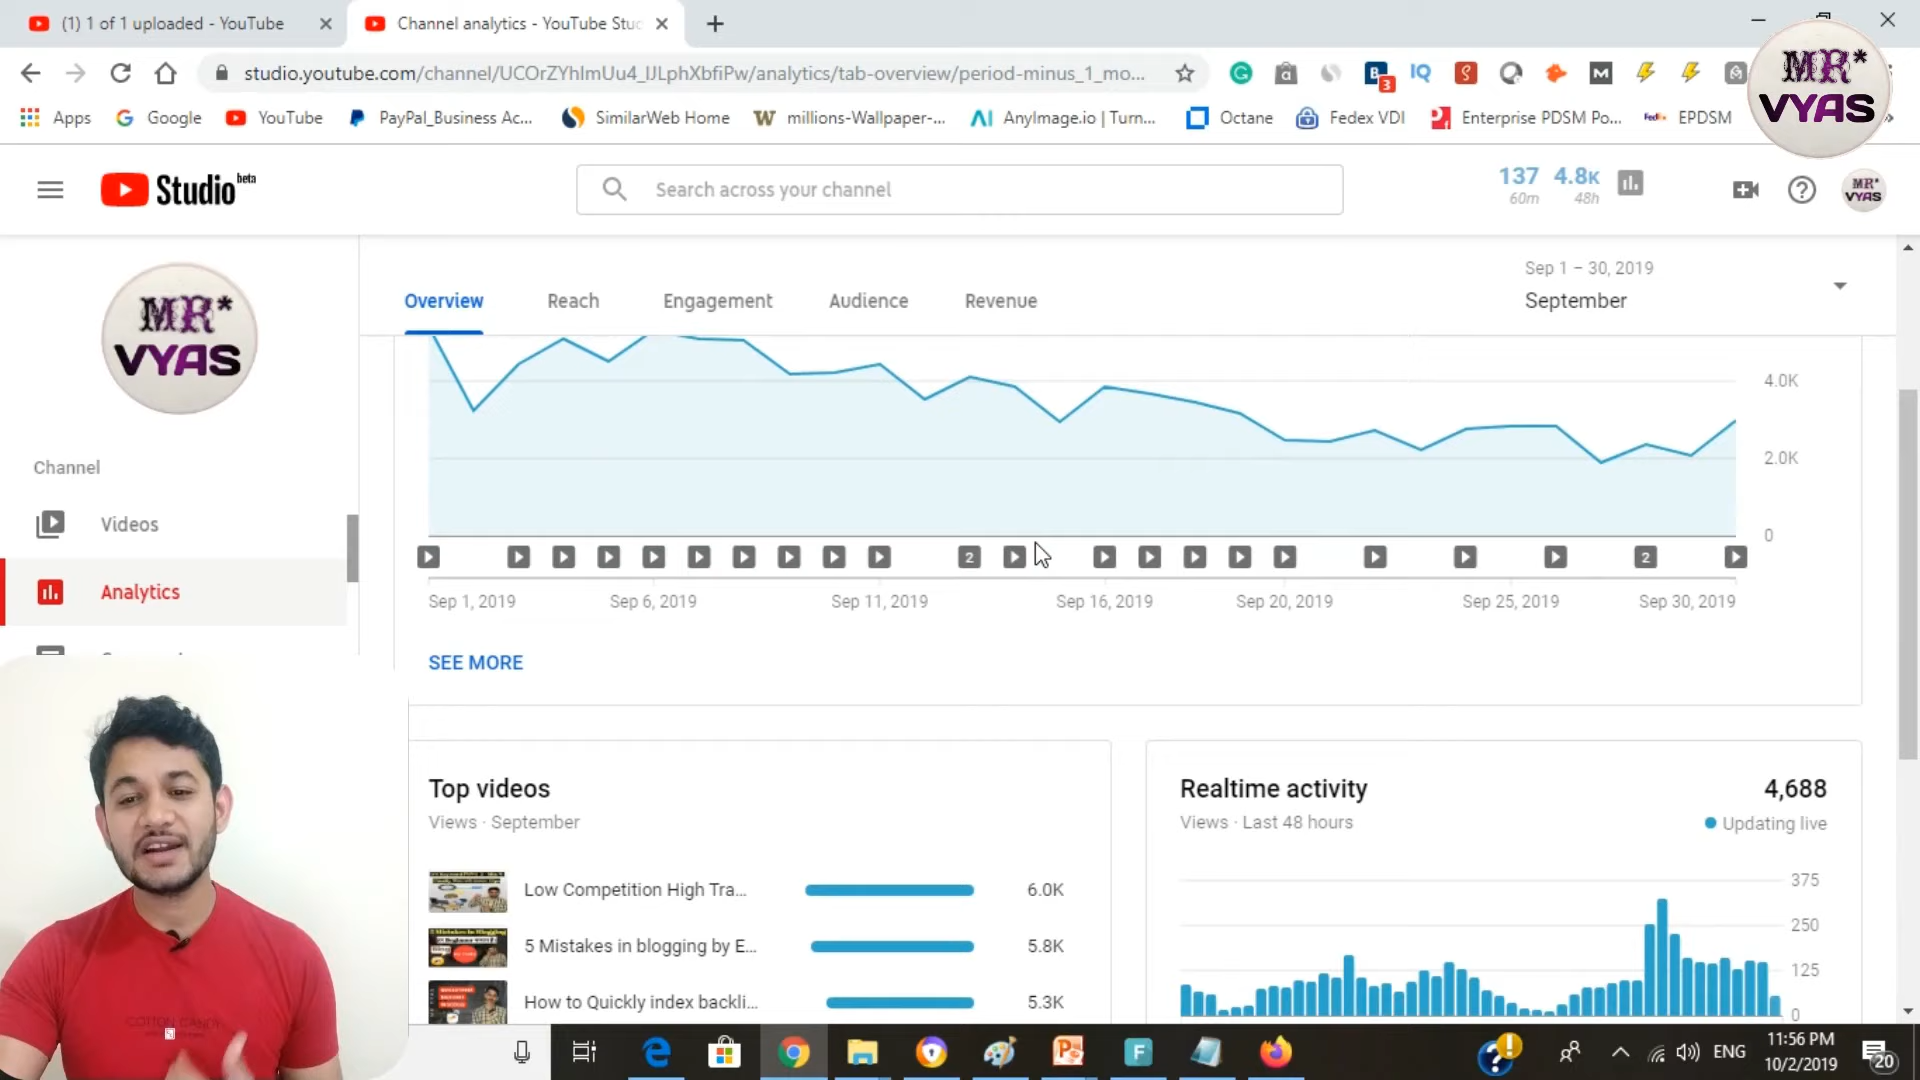 (1) 1 of 1 uploaded - YouTube
Channel analytics - YouTube Stu
studio.youtube.com/channel/UCOrZYhlmUu4_lJLphXbfiPw/analytics/tab-overview/period-minus_1_mo...
3
IQ
MR*
VYAS
Apps
Google
YouTube
PayPal_Business Ac...
SimilarWeb Home
millions-Wallpaper-...
AnyImage.io | Turn...
Octane
Fedex VDI
Enterprise PDSM Po...
EPDSM
Studio beta
Search across your channel
137 4.8K
60m 48h
MR*
VYAS
MR*
VYAS
Channel
Videos
Analytics
Overview
Reach
Engagement
Audience
Revenue
Sep 1 – 30, 2019
September
4.0K
2.0K
0
2
2
Sep 1, 2019
Sep 6, 2019
Sep 11, 2019
Sep 16, 2019
Sep 20, 2019
Sep 25, 2019
Sep 30, 2019
SEE MORE
Top videos
Views · September
Low Competition High Tra...
6.0K
5 Mistakes in blogging by E...
5.8K
How to Quickly index backli...
5.3K
Realtime activity
4,688
Views · Last 48 hours
Updating live
375
250
125
0
COTTON CANDY
ENG
11:56 PM
10/2/2019
20